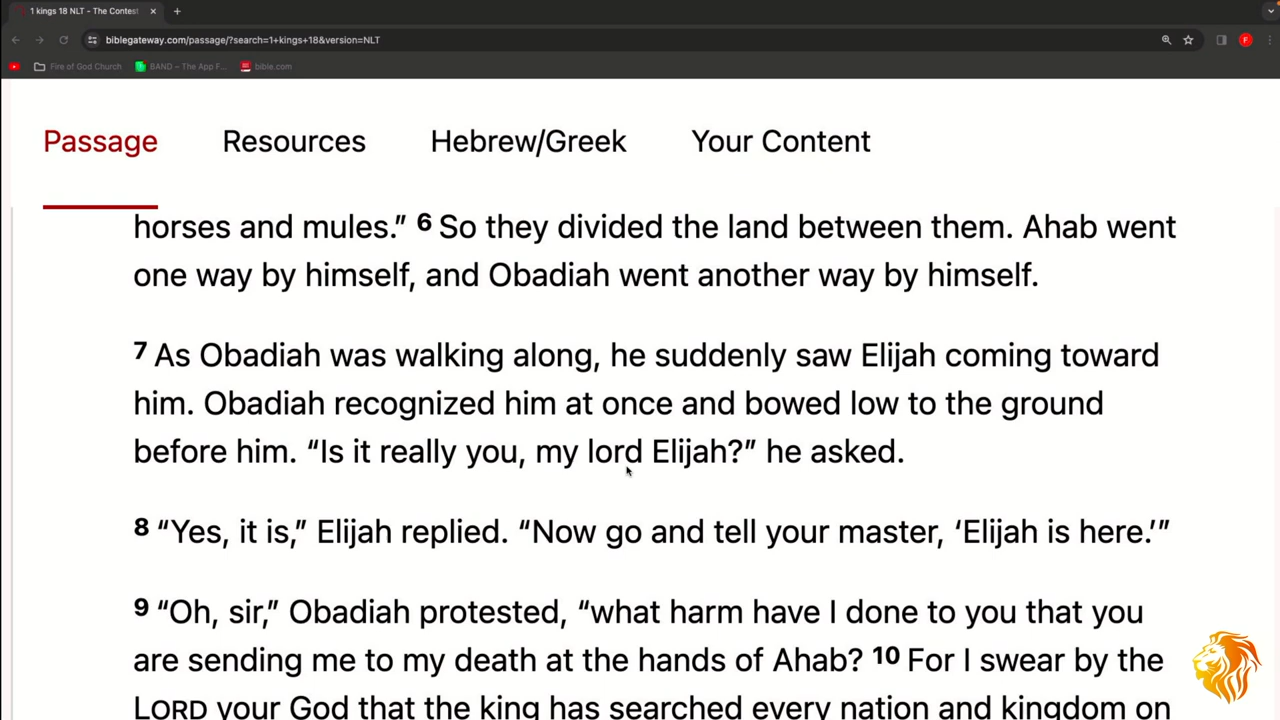 1 kings 18 NLT - The Contest
biblegateway.com/passage/?search=1+kings+18&version=NLT
F
Fire of God Church BAND – The App F... bible.com
Passage Resources Hebrew/Greek Your Content
horses and mules.” 6 So they divided the land between them. Ahab went
one way by himself, and Obadiah went another way by himself.
7 As Obadiah was walking along, he suddenly saw Elijah coming toward
him. Obadiah recognized him at once and bowed low to the ground
before him. “Is it really you, my lord Elijah?” he asked.
8 “Yes, it is,” Elijah replied. “Now go and tell your master, ‘Elijah is here.’”
9 “Oh, sir,” Obadiah protested, “what harm have I done to you that you
are sending me to my death at the hands of Ahab? 10 For I swear by the
LORD your God that the king has searched every nation and kingdom on